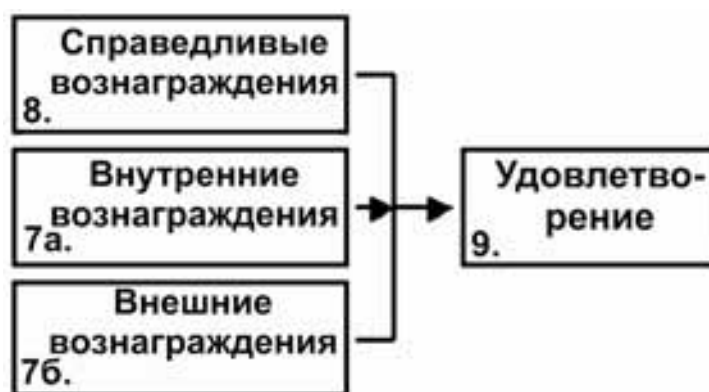 Справедливые
вознаграждения
8.
Внутренние
вознаграждения
7а.
Внешние
вознаграждения
7б.
Удовлетво-
рение
9.